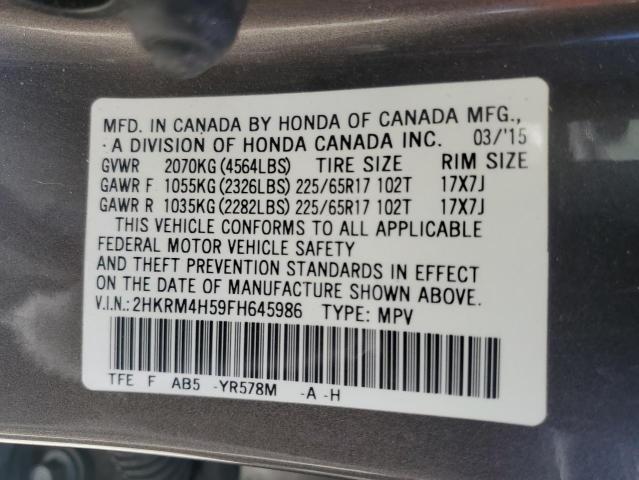 MFD. IN CANADA BY HONDA OF CANADA MFG.,
A DIVISION OF HONDA CANADA INC. 03/'15
GVWR 2070KG(4564LBS) TIRE SIZE RIM SIZE
GAWR F 1055KG(2326LBS) 225/65R17 102T 17X7J
GAWR R 1035KG(2282LBS) 225/65R17 102T 17X7J
THIS VEHICLE CONFORMS TO ALL APPLICABLE
FEDERAL MOTOR VEHICLE SAFETY
AND THEFT PREVENTION STANDARDS IN EFFECT
ON THE DATE OF MANUFACTURE SHOWN ABOVE.
V.I.N.: 2HKRM4H59FH645986 TYPE: MPV
TFE F AB5 -YR578M -A -H